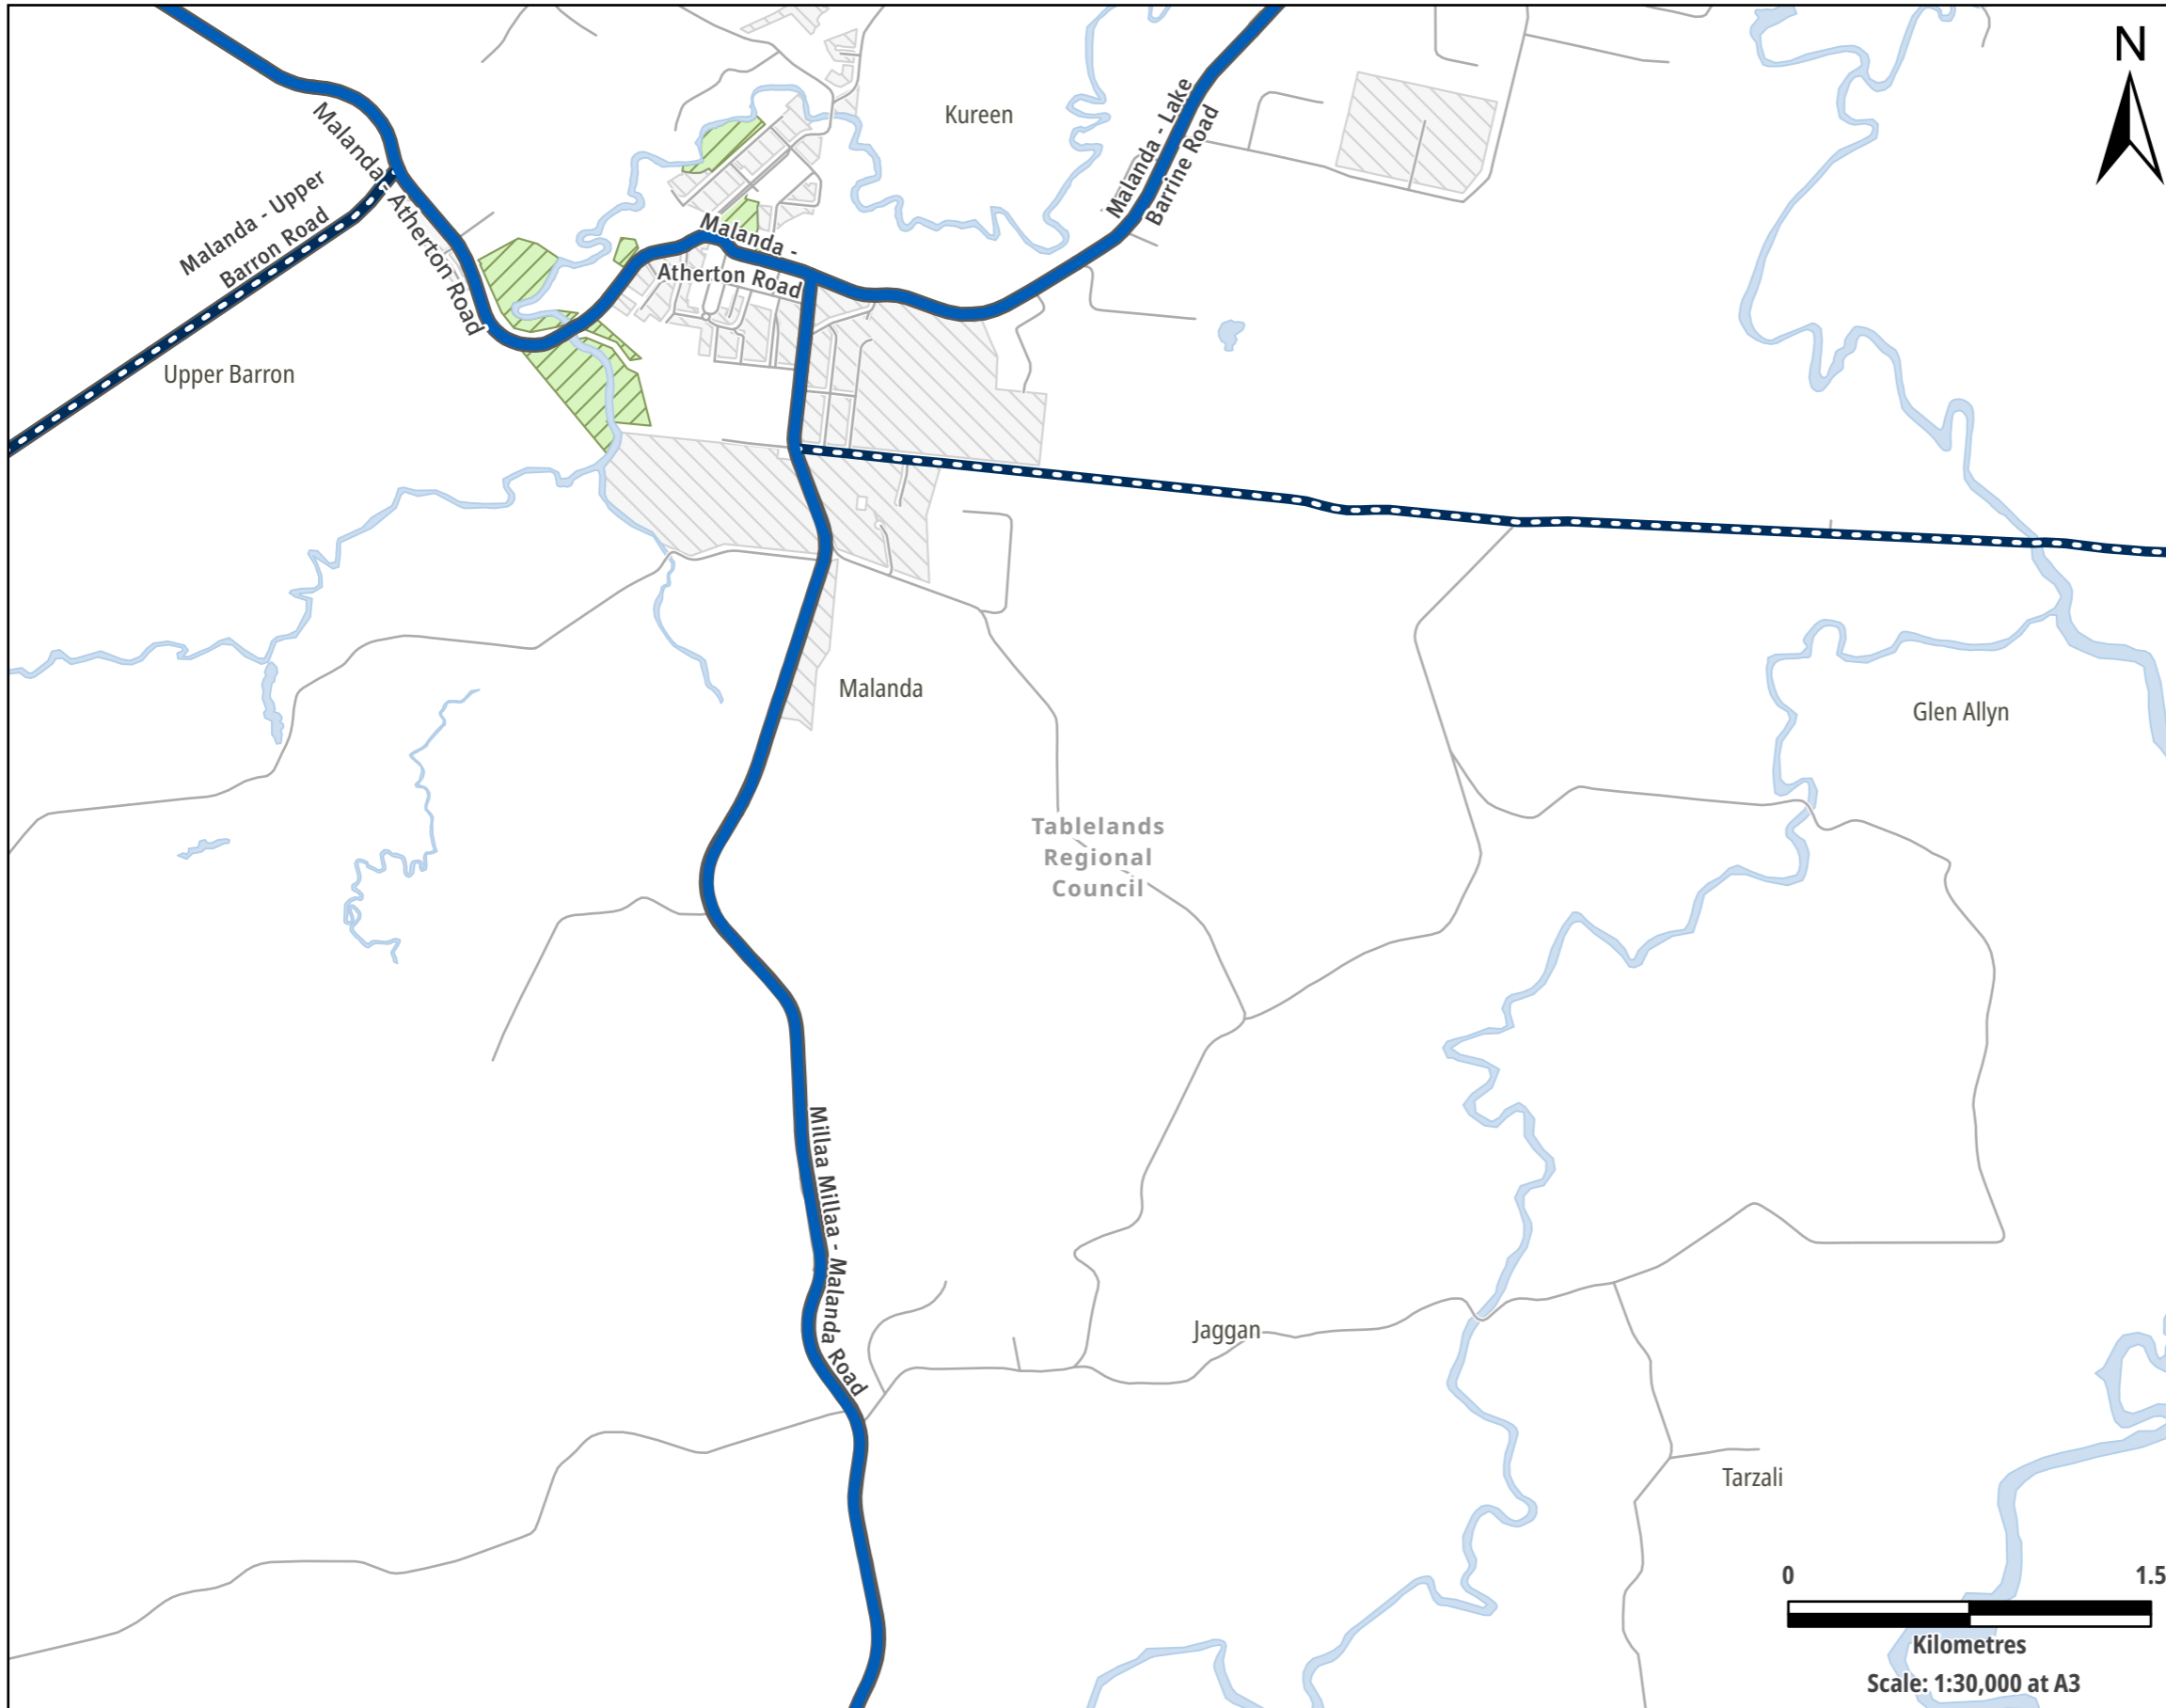 N
Kureen
Malanda - Lake
Barrine Road
Malanda - Atherton Road
Malanda - Upper
Barron Road
Malanda -
Atherton Road
Upper Barron
Malanda
Glen Allyn
Tablelands
Regional
Council
Millaa Millaa - Malanda Road
Jaggan
Tarzali
0 1.5
Kilometres
Scale: 1:30,000 at A3